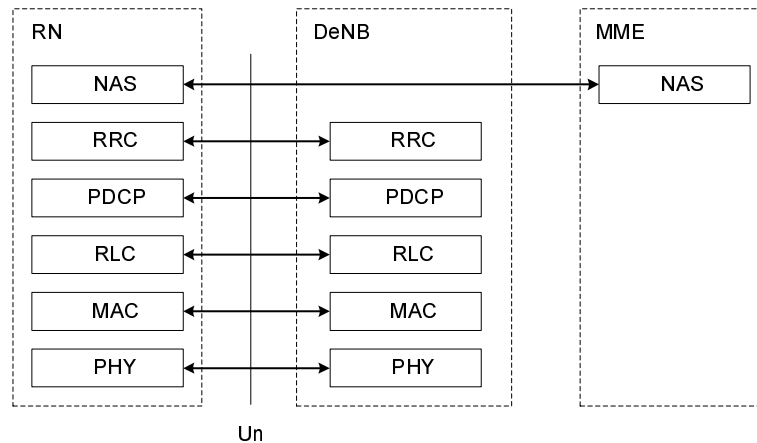 RN DeNB MME
NAS NAS
RRC RRC
PDCP PDCP
RLC RLC
MAC MAC
PHY PHY
Un